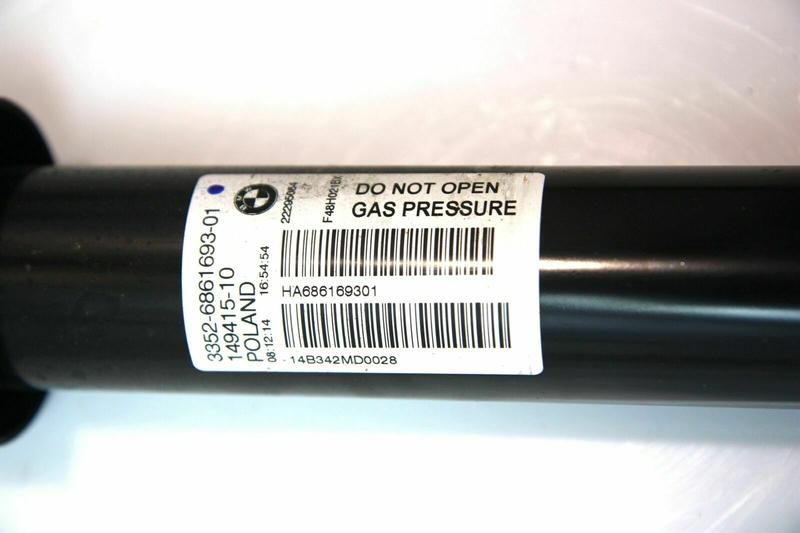 3352-6861693-01
149415-10
POLAND
08:12:14 16:54:54
22295084
F48H021BX
DO NOT OPEN
GAS PRESSURE
HA686169301
14B342MD0028